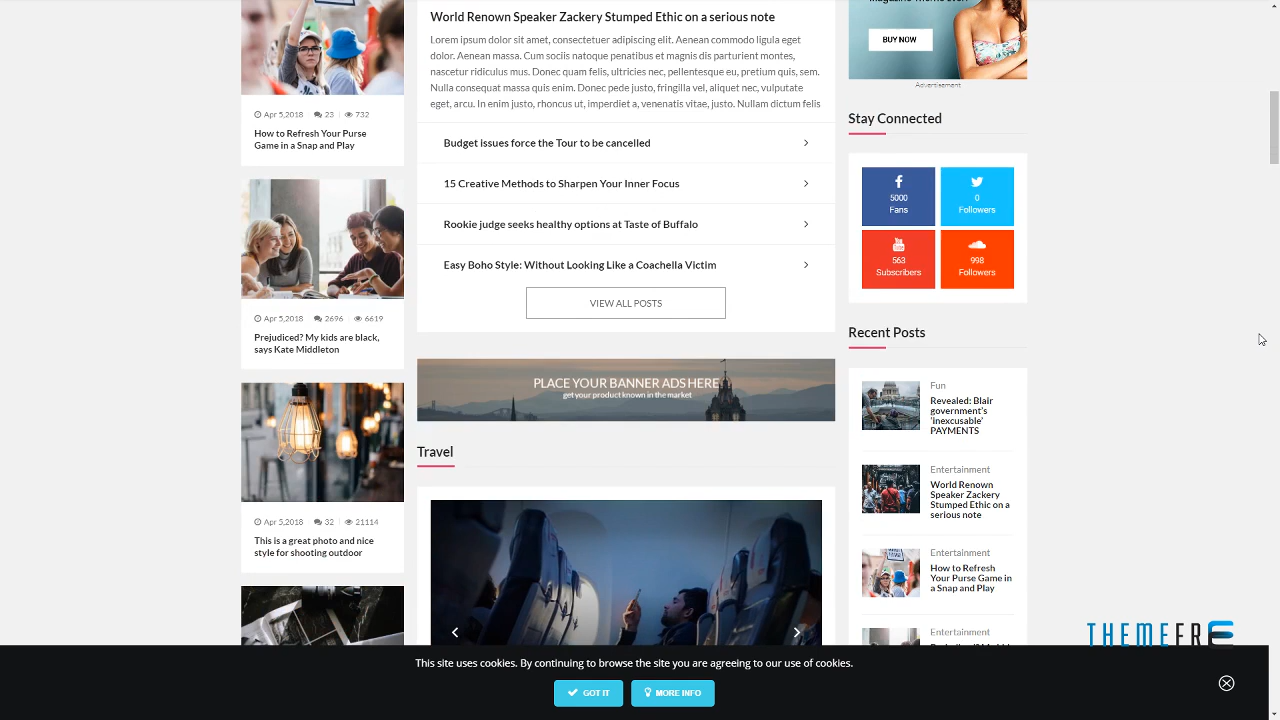 Apr 5,2018 23 732
How to Refresh Your Purse
Game in a Snap and Play
Apr 5,2018 2696 6619
Prejudiced? My kids are black,
says Kate Middleton
Apr 5,2018 32 21114
This is a great photo and nice
style for shooting outdoor
World Renown Speaker Zackery Stumped Ethic on a serious note
Lorem ipsum dolor sit amet, consectetuer adipiscing elit. Aenean commodo ligula eget
dolor. Aenean massa. Cum sociis natoque penatibus et magnis dis parturient montes,
nascetur ridiculus mus. Donec quam felis, ultricies nec, pellentesque eu, pretium quis, sem.
Nulla consequat massa quis enim. Donec pede justo, fringilla vel, aliquet nec, vulputate
eget, arcu. In enim justo, rhoncus ut, imperdiet a, venenatis vitae, justo. Nullam dictum felis
Budget issues force the Tour to be cancelled
15 Creative Methods to Sharpen Your Inner Focus
Rookie judge seeks healthy options at Taste of Buffalo
Easy Boho Style: Without Looking Like a Coachella Victim
VIEW ALL POSTS
PLACE YOUR BANNER ADS HERE
get your product known in the market
Travel
BUY NOW
Advertisement
Stay Connected
5000
Fans
0
Followers
563
Subscribers
998
Followers
Recent Posts
Fun
Revealed: Blair
government's
'inexcusable'
PAYMENTS
Entertainment
World Renown
Speaker Zackery
Stumped Ethic on a
serious note
Entertainment
How to Refresh
Your Purse Game in
a Snap and Play
Entertainment
THEMEFRE
This site uses cookies. By continuing to browse the site you are agreeing to our use of cookies.
GOT IT
MORE INFO